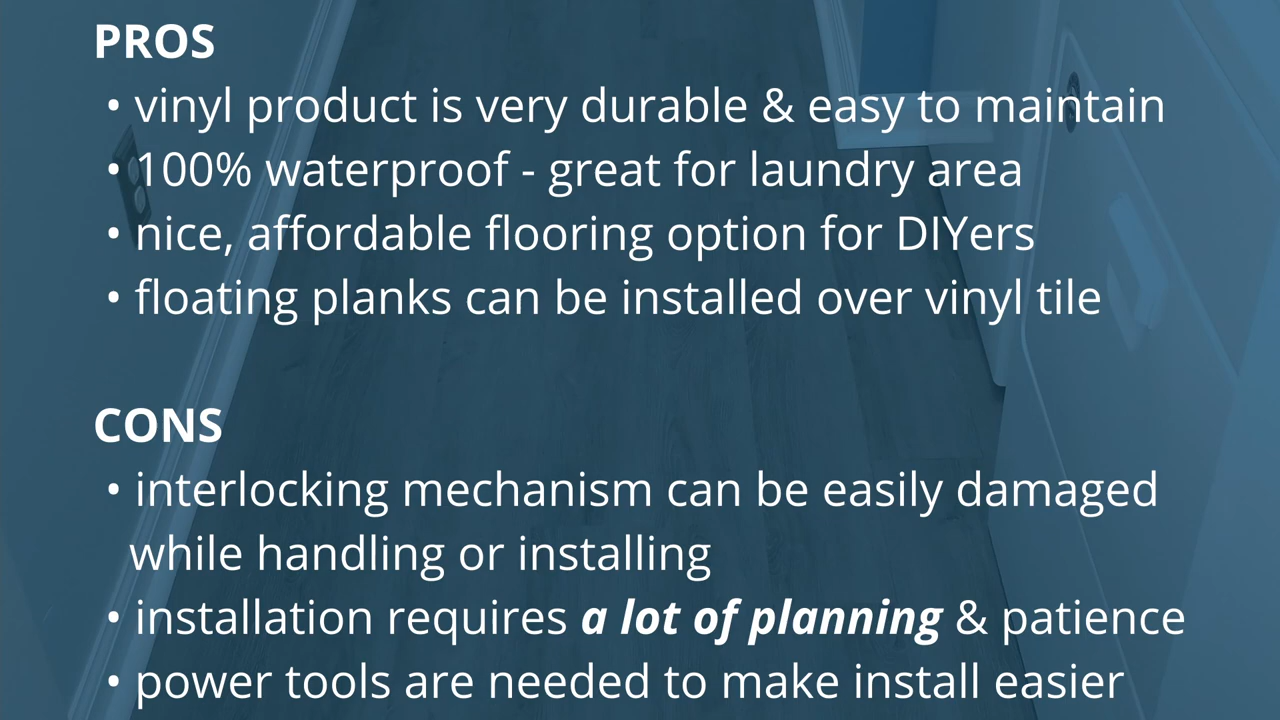 PROS
• vinyl product is very durable & easy to maintain
• 100% waterproof - great for laundry area
• nice, affordable flooring option for DIYers
• floating planks can be installed over vinyl tile
CONS
• interlocking mechanism can be easily damaged
while handling or installing
• installation requires a lot of planning & patience
• power tools are needed to make install easier